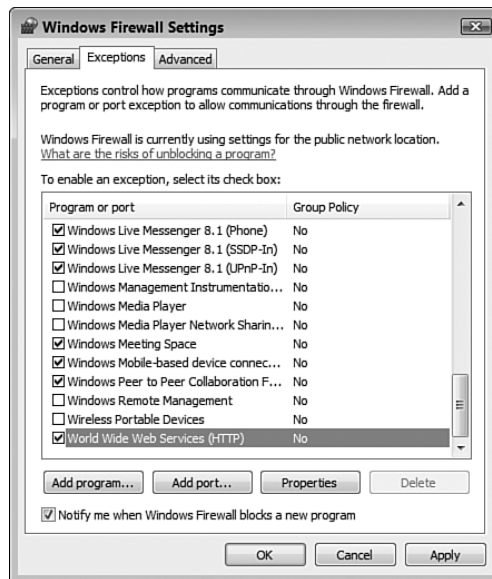 Windows Firewall Settings
General Exceptions Advanced
Exceptions control how programs communicate through Windows Firewall. Add a
program or port exception to allow communications through the firewall.
Windows Firewall is currently using settings for the public network location.
What are the risks of unblocking a program?
To enable an exception, select its check box:
Program or port Group Policy
Windows Live Messenger 8.1 (Phone) No
Windows Live Messenger 8.1 (SSDP-In) No
Windows Live Messenger 8.1 (UPnP-In) No
Windows Management Instrumentatio... No
Windows Media Player No
Windows Media Player Network Sharin... No
Windows Meeting Space No
Windows Mobile-based device connec... No
Windows Peer to Peer Collaboration F... No
Windows Remote Management No
Wireless Portable Devices No
World Wide Web Services (HTTP) No
Add program... Add port... Properties Delete
Notify me when Windows Firewall blocks a new program
OK Cancel Apply